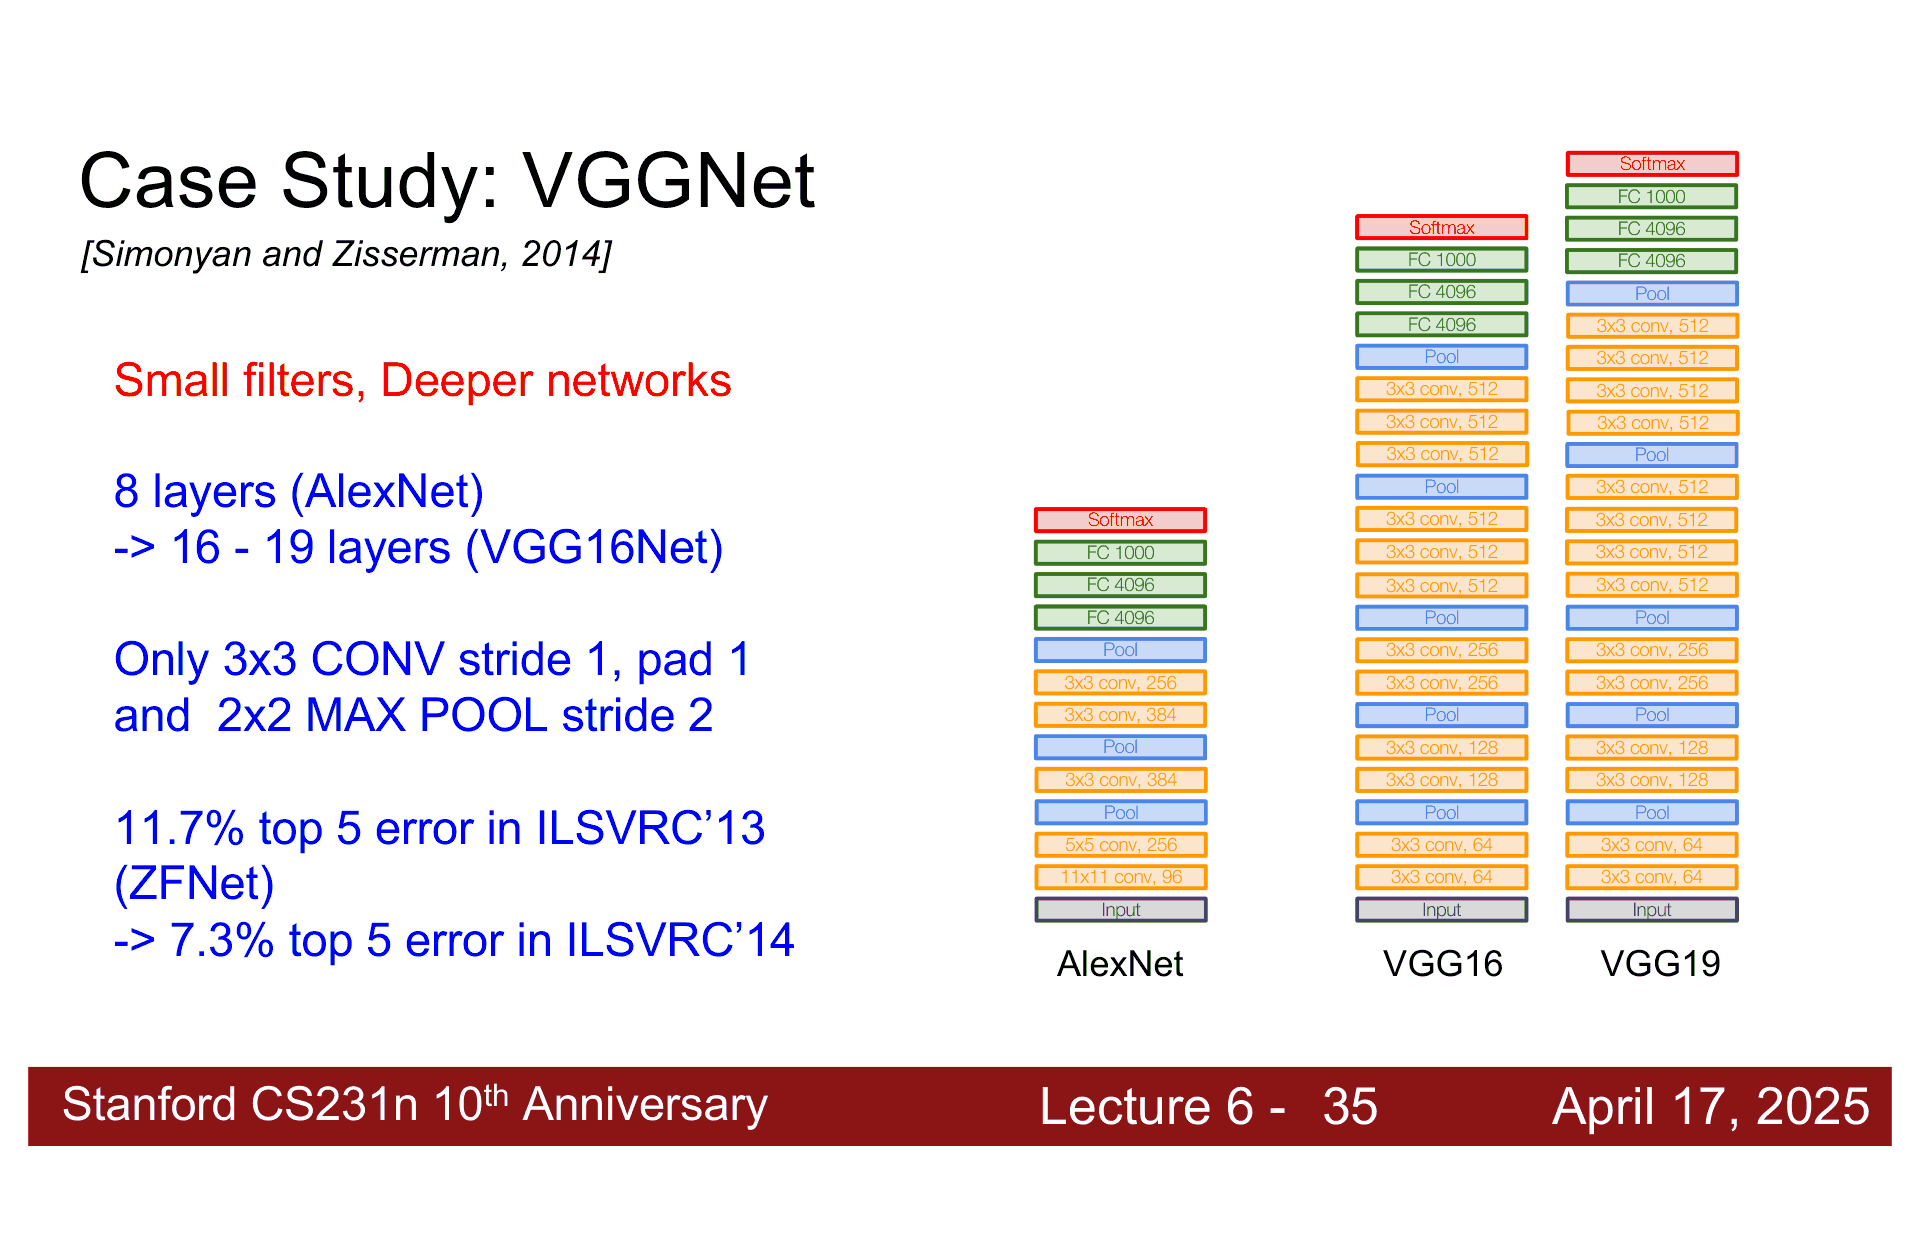 Case Study: VGGNet
[Simonyan and Zisserman, 2014]
Small filters, Deeper networks
8 layers (AlexNet)
-> 16 - 19 layers (VGG16Net)
Only 3x3 CONV stride 1, pad 1
and 2x2 MAX POOL stride 2
11.7% top 5 error in ILSVRC’13
(ZFNet)
-> 7.3% top 5 error in ILSVRC’14
Softmax
FC 1000
FC 4096
FC 4096
Pool
3x3 conv, 256
3x3 conv, 384
Pool
3x3 conv, 384
Pool
5x5 conv, 256
11x11 conv, 96
Input
AlexNet
Softmax
FC 1000
FC 4096
FC 4096
Pool
3x3 conv, 512
3x3 conv, 512
3x3 conv, 512
Pool
3x3 conv, 512
3x3 conv, 512
3x3 conv, 512
Pool
3x3 conv, 256
3x3 conv, 256
Pool
3x3 conv, 128
3x3 conv, 128
Pool
3x3 conv, 64
3x3 conv, 64
Input
VGG16
Softmax
FC 1000
FC 4096
FC 4096
Pool
3x3 conv, 512
3x3 conv, 512
3x3 conv, 512
3x3 conv, 512
Pool
3x3 conv, 512
3x3 conv, 512
3x3 conv, 512
3x3 conv, 512
Pool
3x3 conv, 256
3x3 conv, 256
Pool
3x3 conv, 128
3x3 conv, 128
Pool
3x3 conv, 64
3x3 conv, 64
Input
VGG19
Stanford CS231n 10th Anniversary
Lecture 6 - 35
April 17, 2025